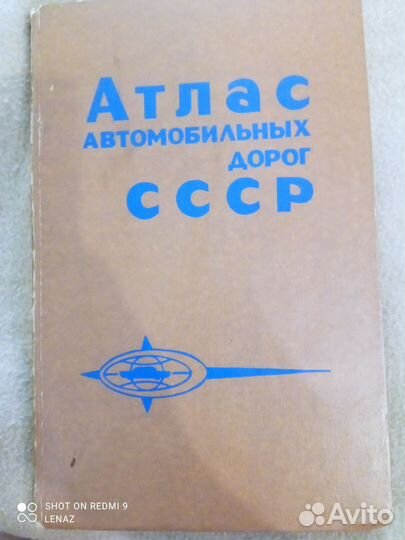 Атлас
АВТОМОБИЛЬНЫХ
ДОРОГ
СССР
SHOT ON REDMI 9
LENAZ
Avito